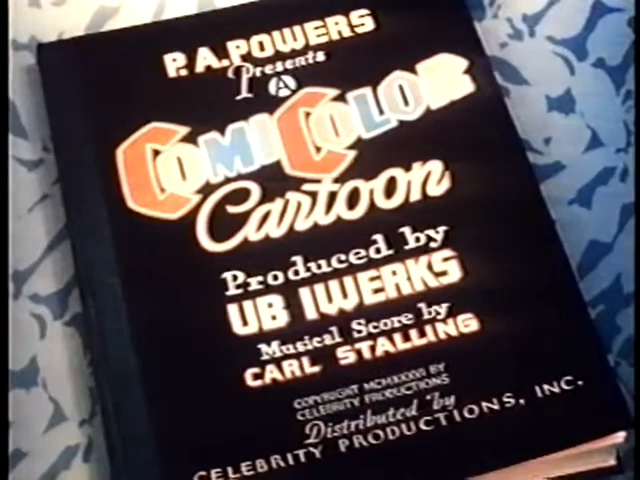 P. A. POWERS
Presents
A
COMICOLOR
Cartoon
Produced by
UB IWERKS
Musical Score by
CARL STALLING
COPYRIGHT MCMXXXVI BY
CELEBRITY PRODUCTIONS
Distributed by
CELEBRITY PRODUCTIONS, INC.